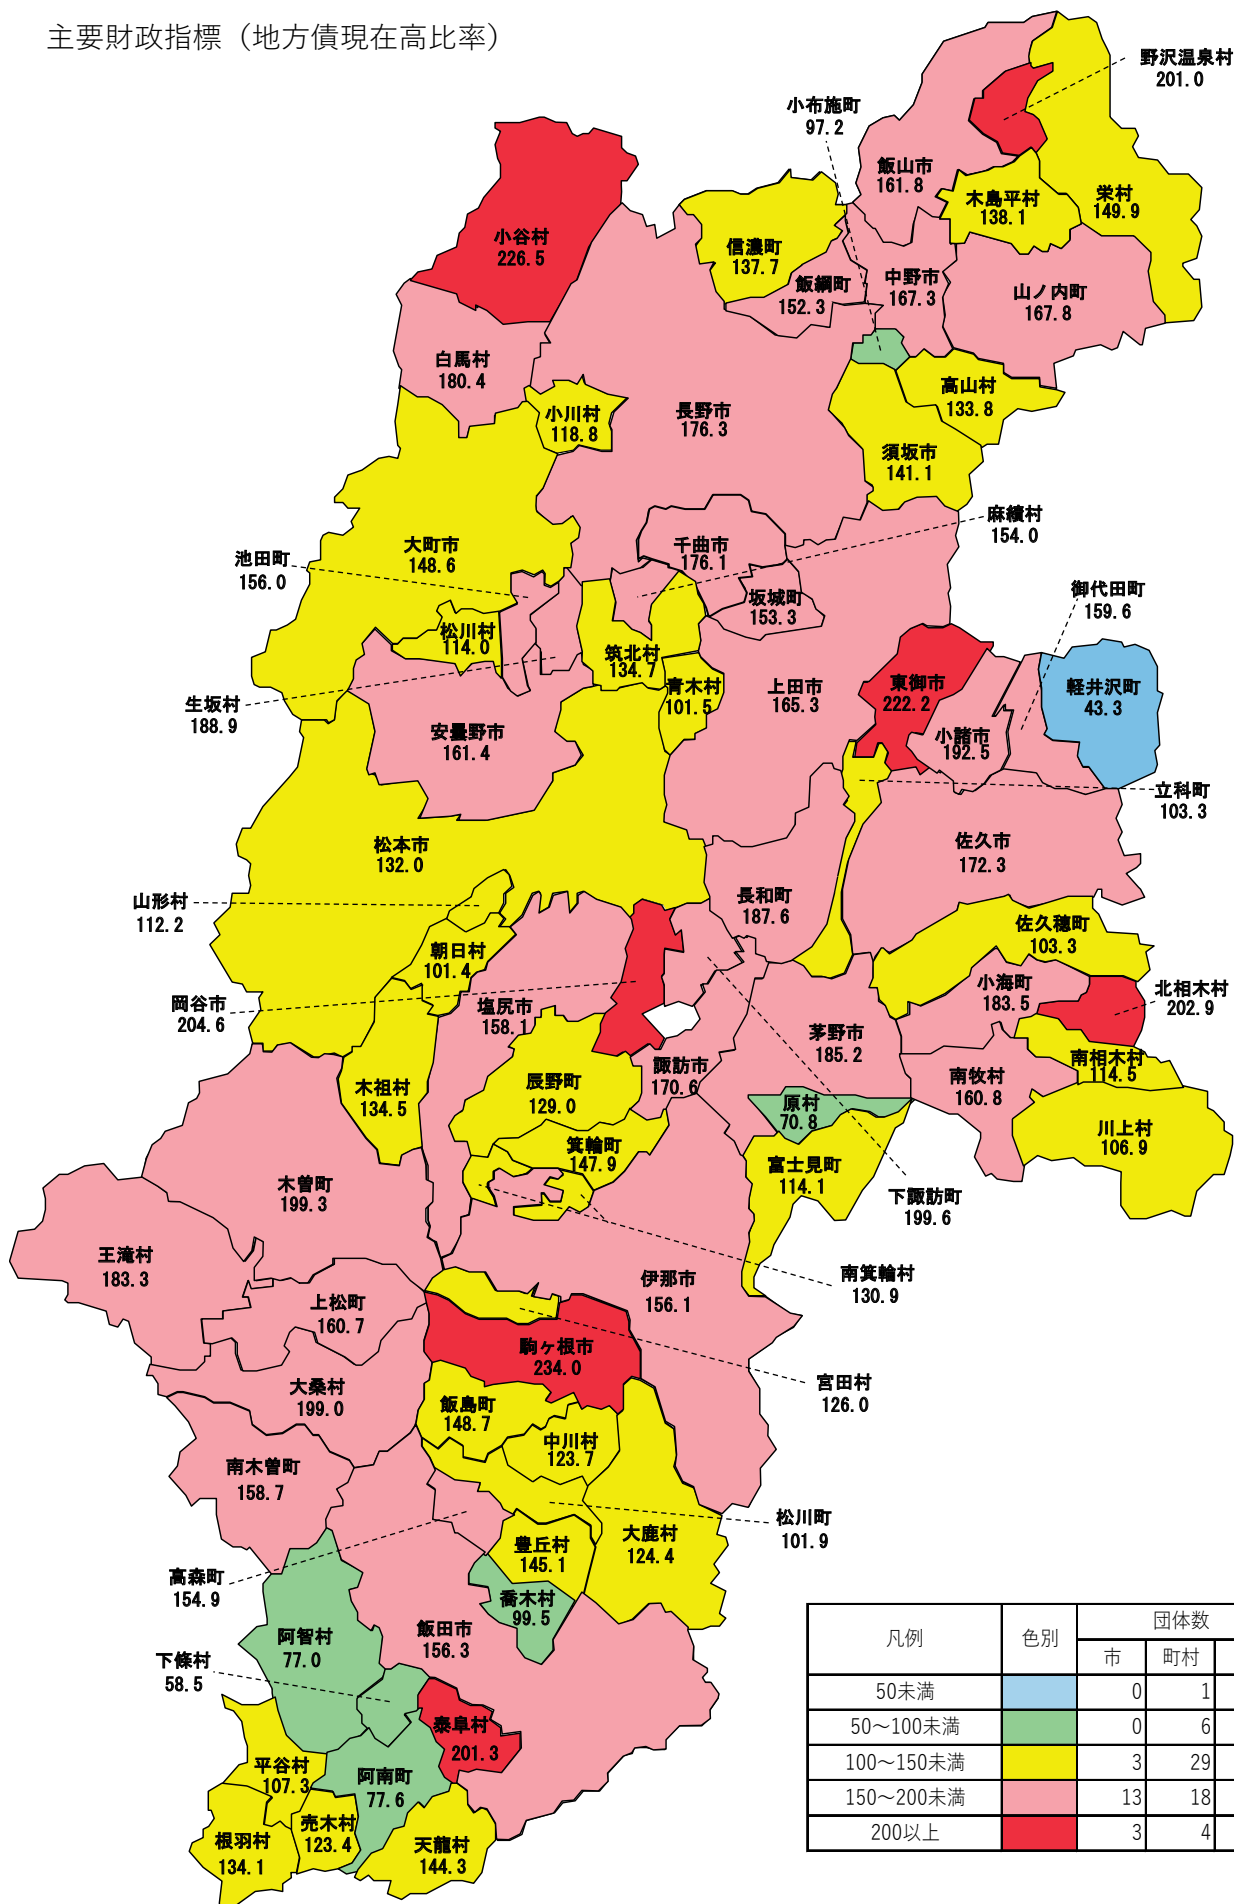 主要財政指標（地方債現在高比率）
野沢温泉村
201.0
小布施町
97.2
飯山市
161.8
木島平村
138.1
栄村
149.9
小谷村
226.5
信濃町
137.7
飯綱町
152.3
中野市
167.3
山ノ内町
167.8
白馬村
180.4
小川村
118.8
長野市
176.3
高山村
133.8
須坂市
141.1
麻績村
154.0
大町市
148.6
池田町
156.0
千曲市
176.1
坂城町
153.3
御代田町
159.6
松川村
114.0
筑北村
134.7
青木村
101.5
上田市
165.3
東御市
222.2
軽井沢町
43.3
生坂村
188.9
安曇野市
161.4
小諸市
192.5
立科町
103.3
松本市
132.0
佐久市
172.3
山形村
112.2
長和町
187.6
佐久穂町
103.3
朝日村
101.4
小海町
183.5
北相木村
202.9
岡谷市
204.6
塩尻市
158.1
茅野市
185.2
南相木村
114.5
諏訪市
170.6
南牧村
160.8
木祖村
134.5
辰野町
129.0
原村
70.8
川上村
106.9
箕輪町
147.9
富士見町
114.1
下諏訪町
199.6
木曽町
199.3
王滝村
183.3
南箕輪村
130.9
伊那市
156.1
上松町
160.7
駒ヶ根市
234.0
宮田村
126.0
大桑村
199.0
飯島町
148.7
中川村
123.7
南木曽町
158.7
松川町
101.9
大鹿村
124.4
豊丘村
145.1
高森町
154.9
喬木村
99.5
飯田市
156.3
阿智村
77.0
下條村
58.5
泰阜村
201.3
平谷村
107.3
阿南町
77.6
売木村
123.4
根羽村
134.1
天龍村
144.3
凡例 色別 団体数
市 町村
50未満 0 1
50～100未満 0 6
100～150未満 3 29
150～200未満 13 18
200以上 3 4